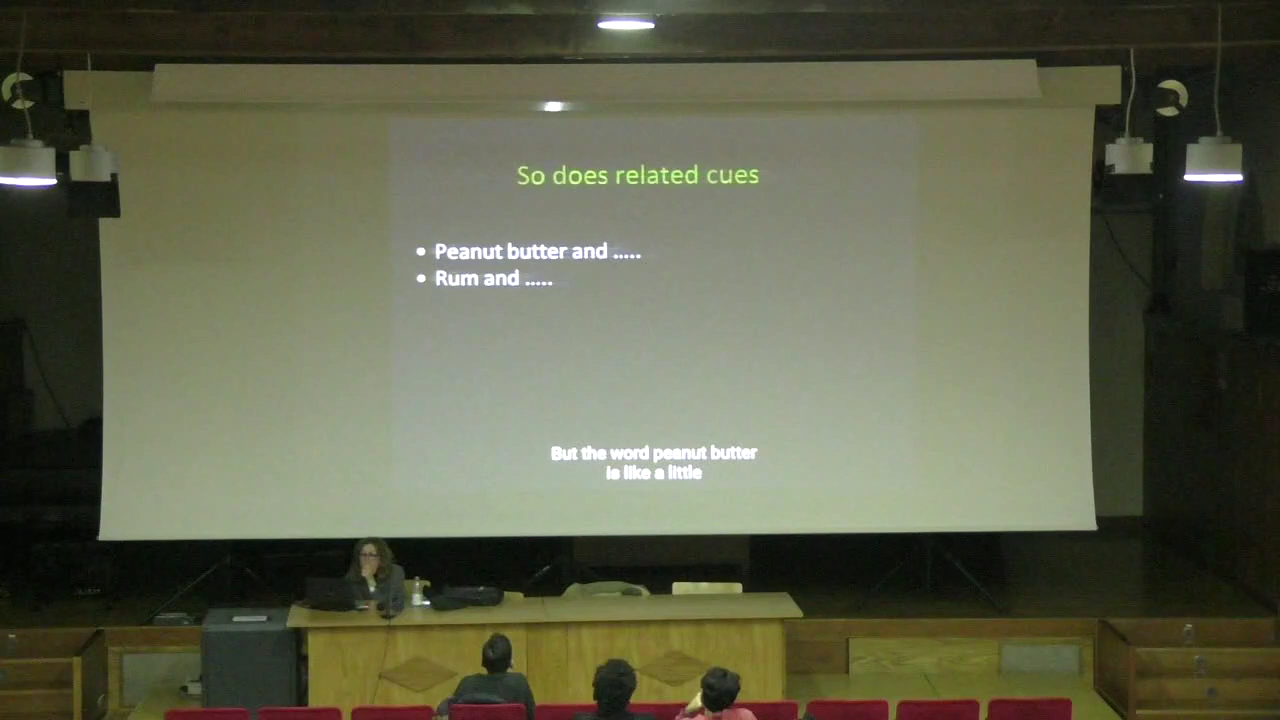 So does related cues
• Peanut butter and .....
• Rum and .....
But the word peanut butter
is like a little